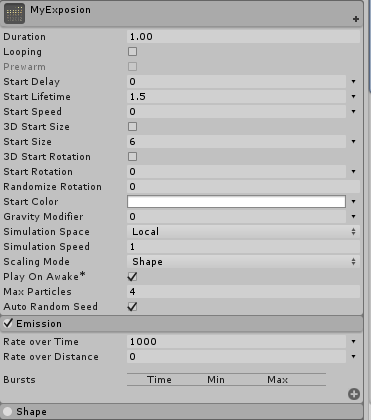 MyExposion
Duration 1.00
Looping
Prewarm
Start Delay 0
Start Lifetime 1.5
Start Speed 0
3D Start Size
Start Size 6
3D Start Rotation
Start Rotation 0
Randomize Rotation 0
Start Color
Gravity Modifier 0
Simulation Space Local
Simulation Speed 1
Scaling Mode Shape
Play On Awake*
Max Particles 4
Auto Random Seed
Emission
Rate over Time 1000
Rate over Distance 0
Bursts Time Min Max
Shape